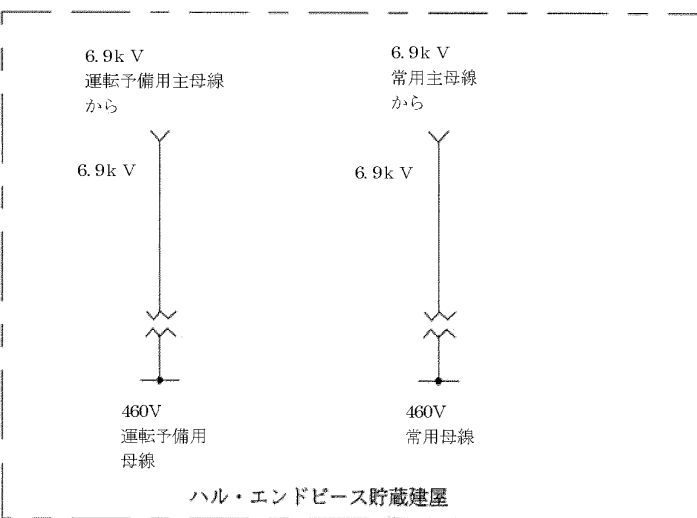 6.9kV
運転予備用主母線
から
6.9kV
460V
運転予備用
母線
6.9kV
常用主母線
から
6.9kV
460V
常用母線
ハル・エンドピース貯蔵建屋